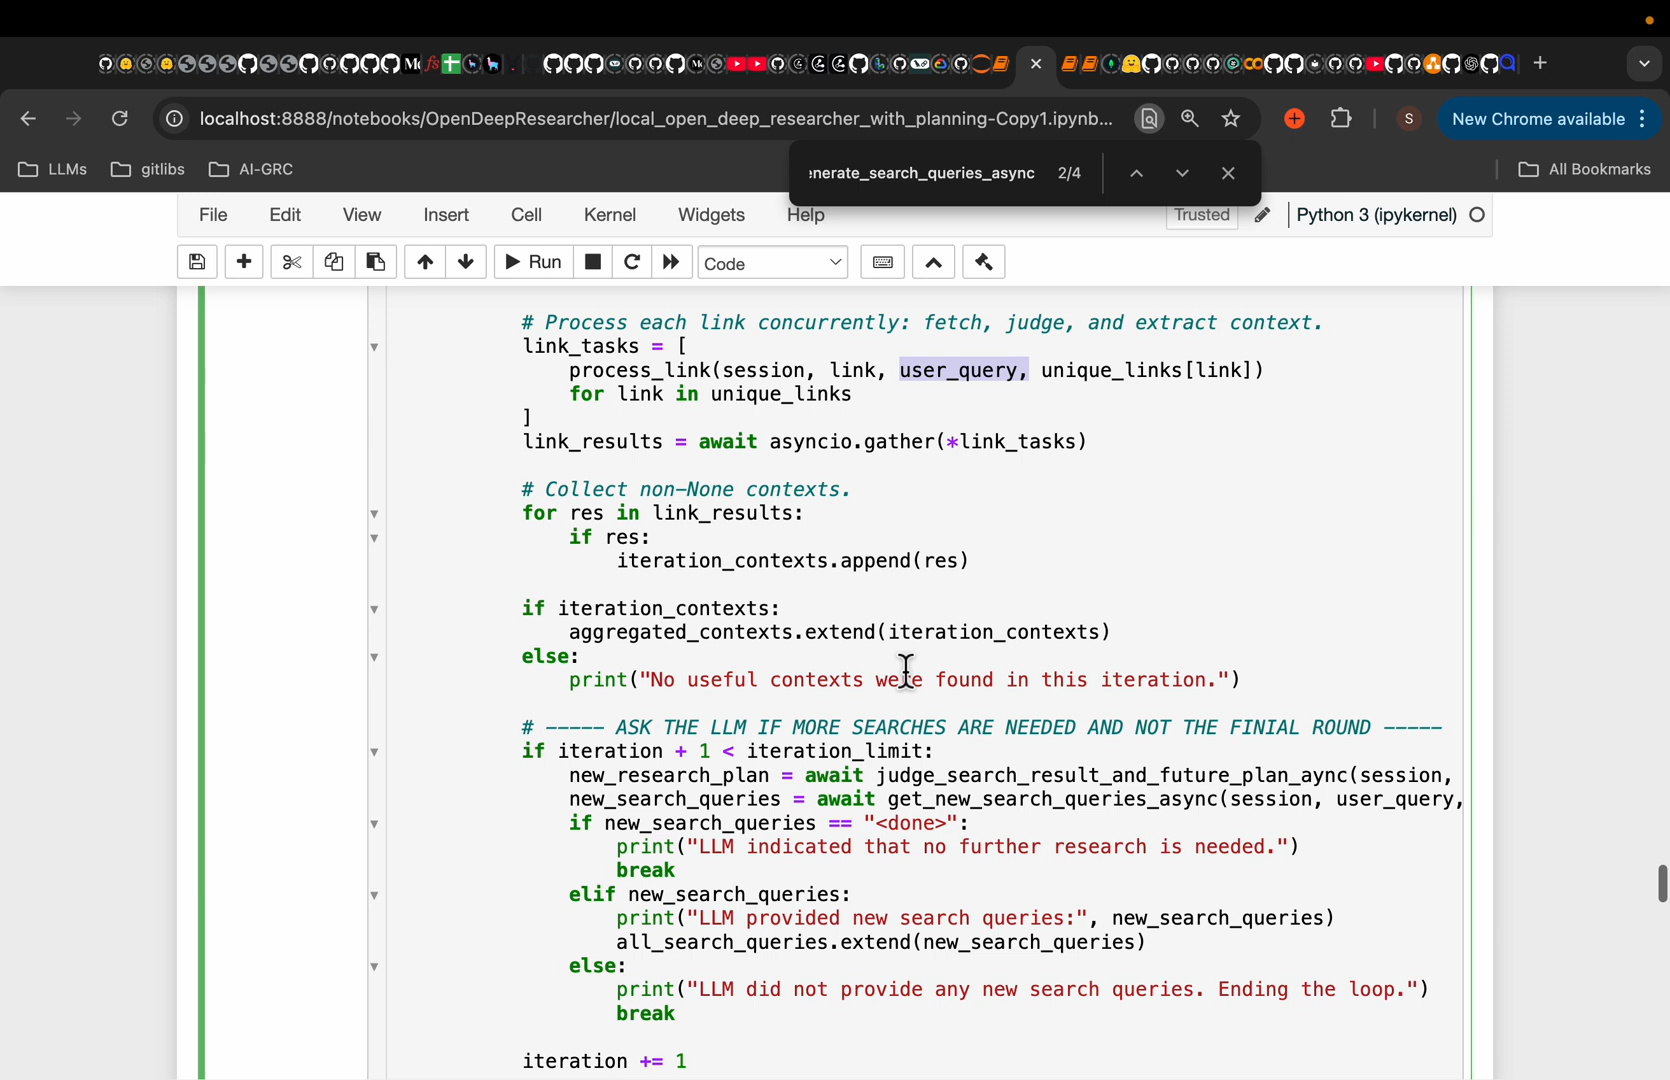 localhost:8888/notebooks/OpenDeepResearcher/local_open_deep_researcher_with_planning-Copy1.ipynb...
S
New Chrome available
LLMs
gitlibs
AI-GRC
enerate_search_queries_async 2/4
All Bookmarks
File Edit View Insert Cell Kernel Widgets Help
Trusted
Python 3 (ipykernel)
Run
Code
# Process each link concurrently: fetch, judge, and extract context.
link_tasks = [
process_link(session, link, user_query, unique_links[link])
for link in unique_links
]
link_results = await asyncio.gather(*link_tasks)
# Collect non-None contexts.
for res in link_results:
if res:
iteration_contexts.append(res)
if iteration_contexts:
aggregated_contexts.extend(iteration_contexts)
else:
print("No useful contexts were found in this iteration.")
# ----- ASK THE LLM IF MORE SEARCHES ARE NEEDED AND NOT THE FINIAL ROUND -----
if iteration + 1 < iteration_limit:
new_research_plan = await judge_search_result_and_future_plan_aync(session,
new_search_queries = await get_new_search_queries_async(session, user_query,
if new_search_queries == "<done>":
print("LLM indicated that no further research is needed.")
break
elif new_search_queries:
print("LLM provided new search queries:", new_search_queries)
all_search_queries.extend(new_search_queries)
else:
print("LLM did not provide any new search queries. Ending the loop.")
break
iteration += 1